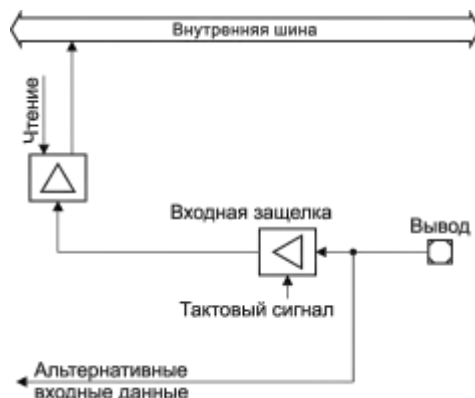 Внутренняя шина
Чтение
Входная защелка
Вывод
Тактовый сигнал
Альтернативные
входные данные